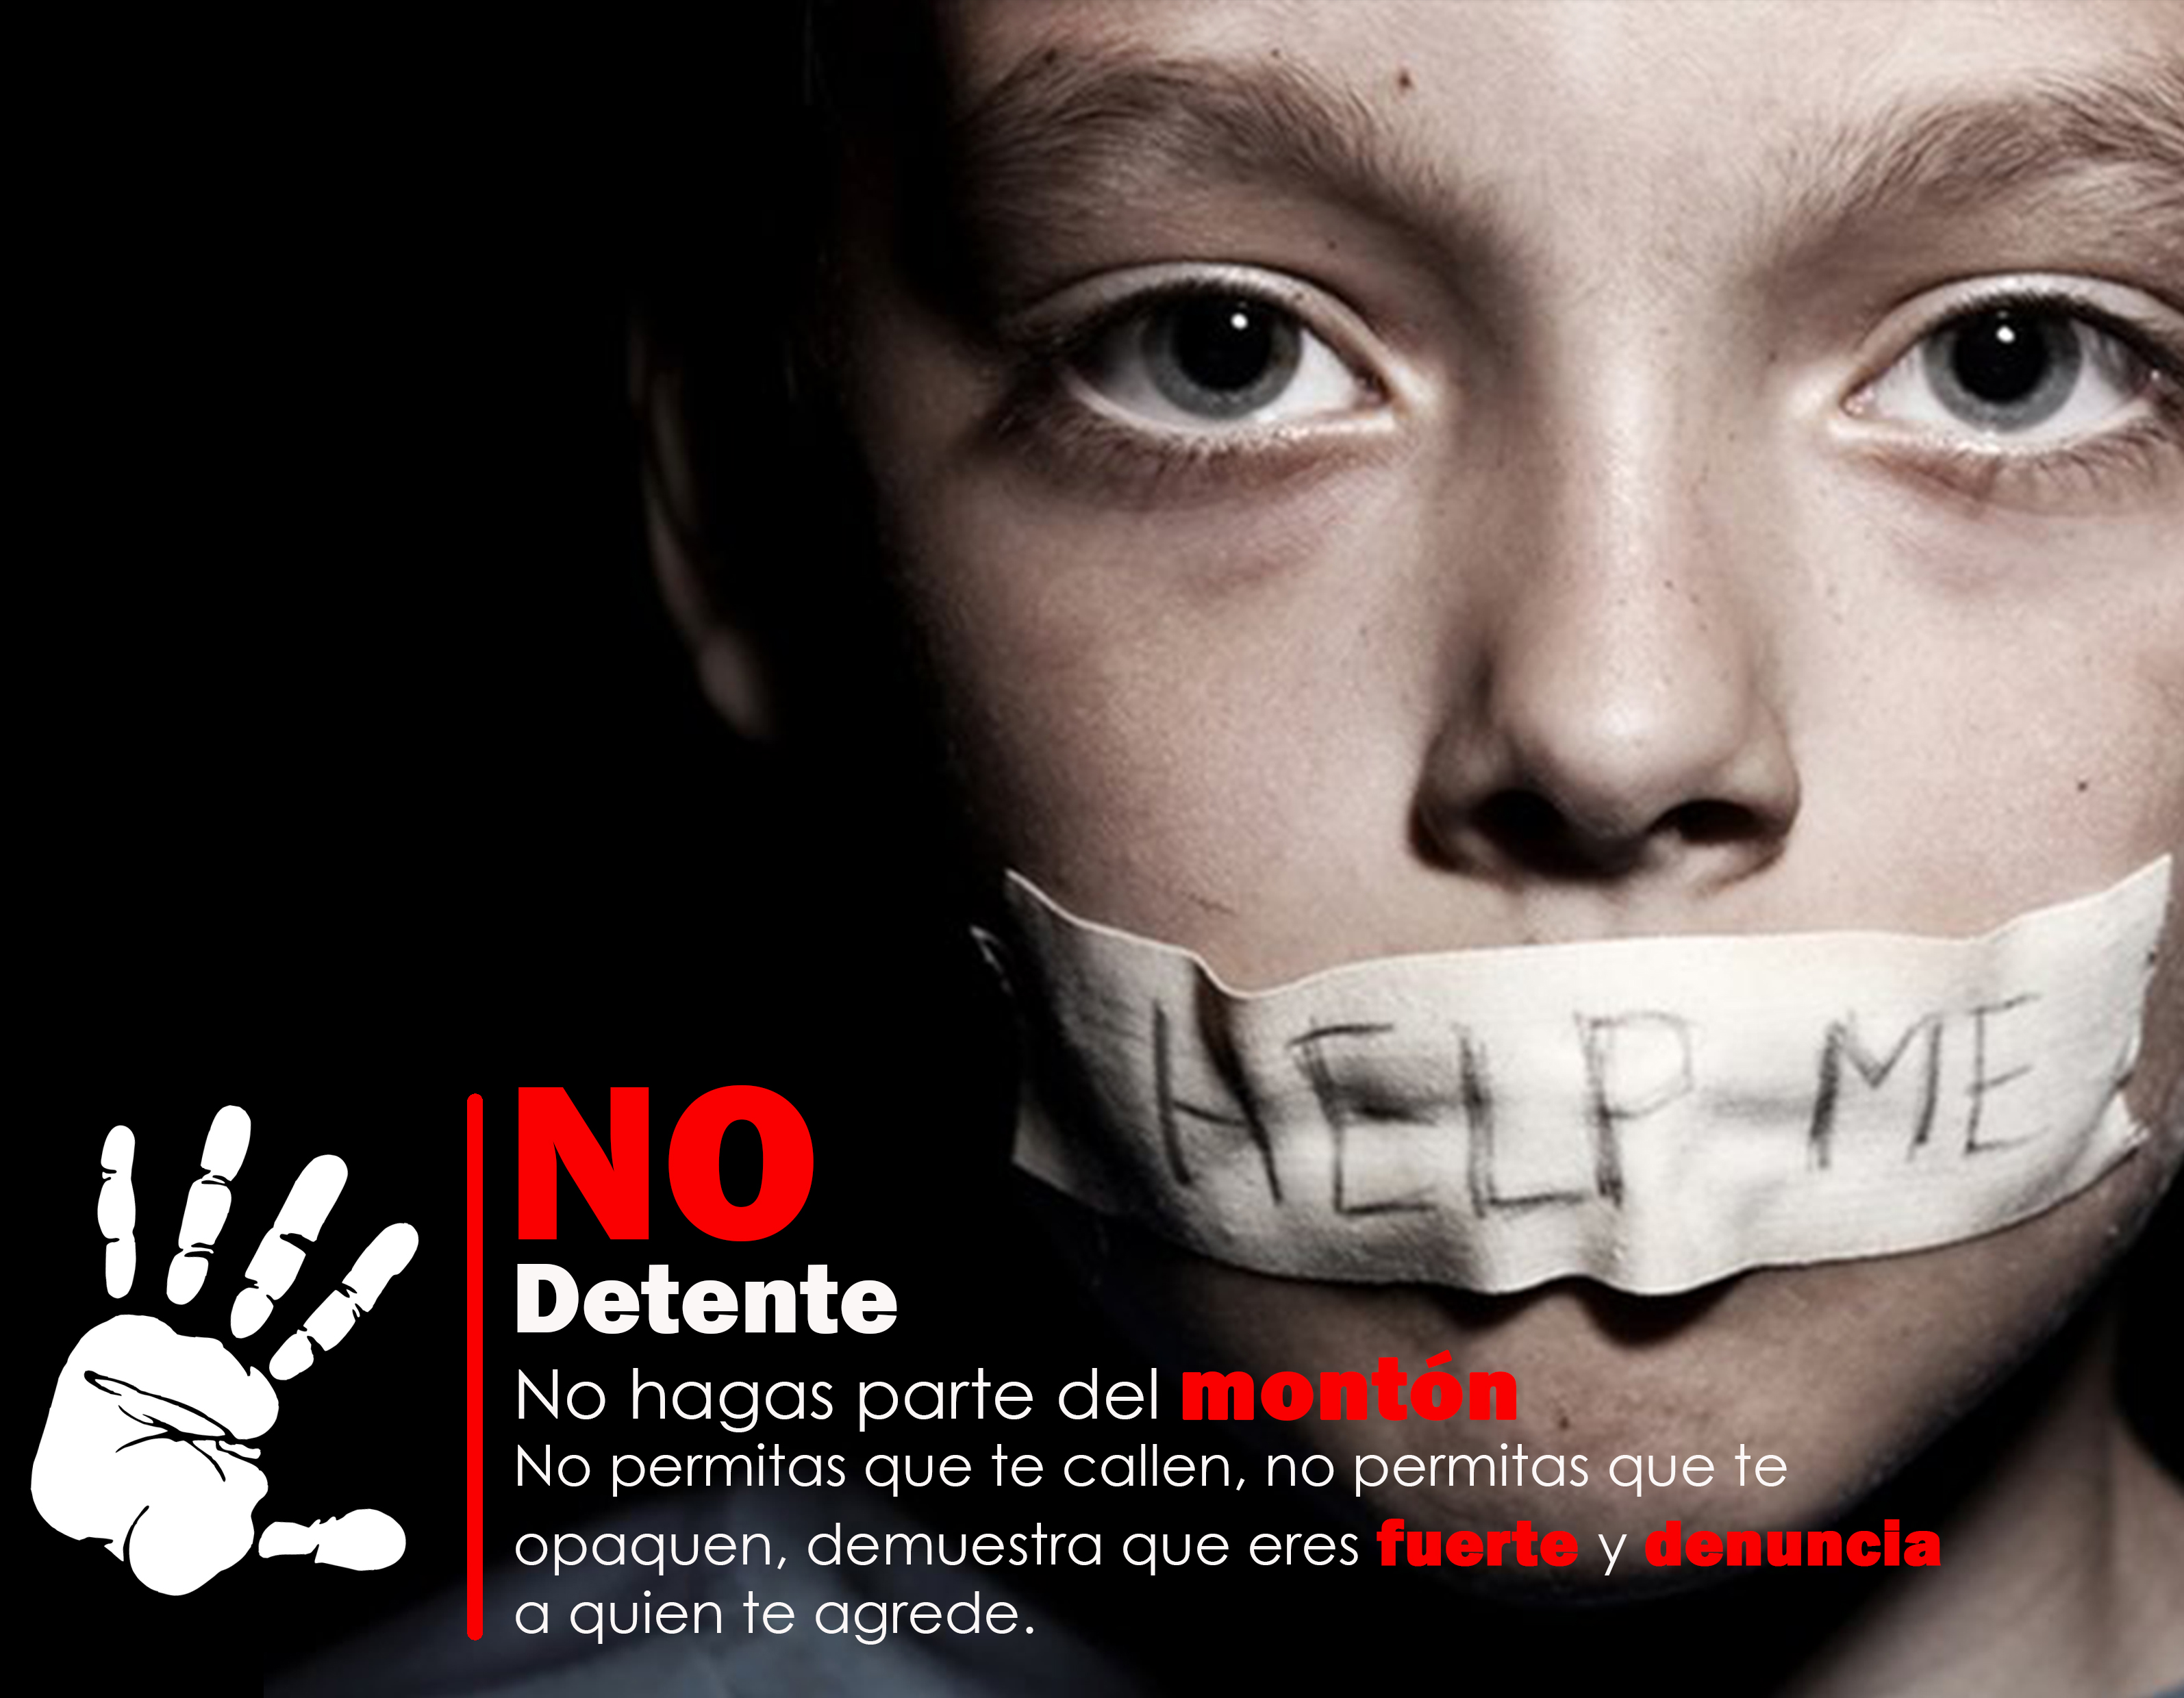 HELP ME
NO
Detente
No hagas parte del montón
No permitas que te callen, no permitas que te
opaquen, demuestra que eres fuerte y denuncia
a quien te agrede.